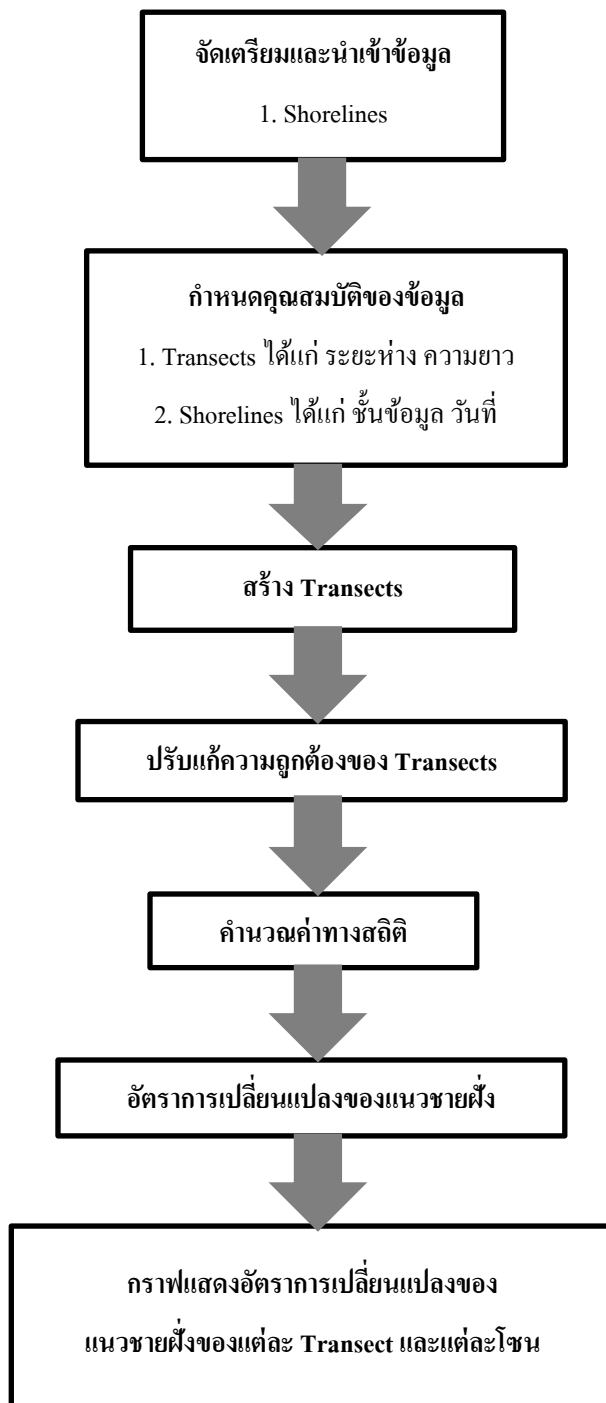 จัดเตรียมและนำเข้าข้อมูล
1. Shorelines
กำหนดคุณสมบัติของข้อมูล
1. Transects ได้แก่ ระยะห่าง ความยาว
2. Shorelines ได้แก่ ชั้นข้อมูล วันที่
สร้าง Transects
ปรับแก้ความถูกต้องของ Transects
คำนวณค่าทางสถิติ
อัตราการเปลี่ยนแปลงของแนวชายฝั่ง
กราฟแสดงอัตราการเปลี่ยนแปลงของ
แนวชายฝั่งของแต่ละ Transect และแต่ละโซน